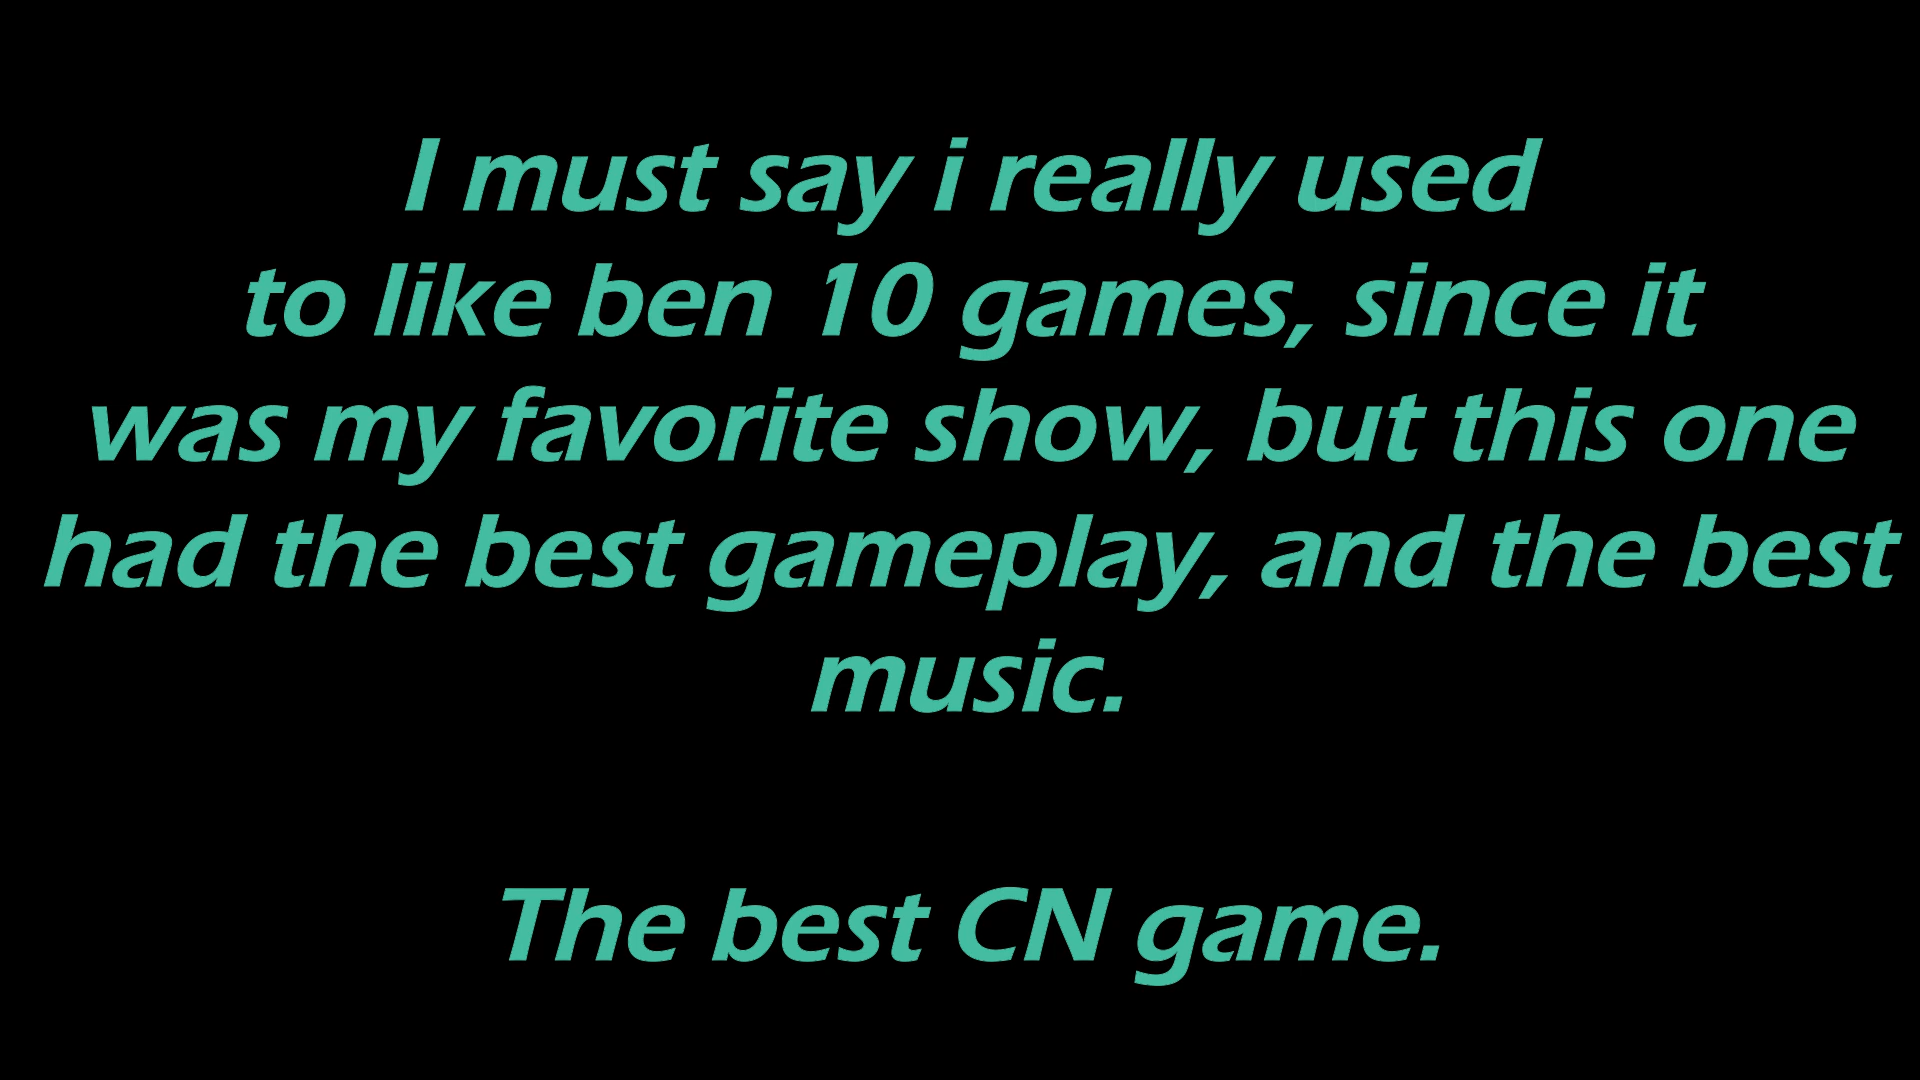 I must say i really used
to like ben 10 games, since it
was my favorite show, but this one
had the best gameplay, and the best
music.
The best CN game.